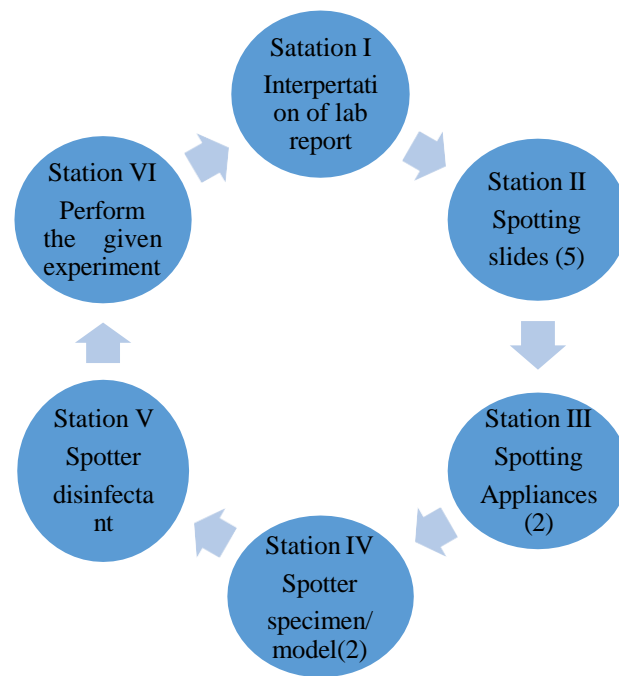 Satation I
Interpertati
on of lab
report
Station II
Spotting
slides (5)
Station III
Spotting
Appliances
(2)
Station IV
Spotter
specimen/
model(2)
Station V
Spotter
disinfecta
nt
Station VI
Perform
the given
experiment